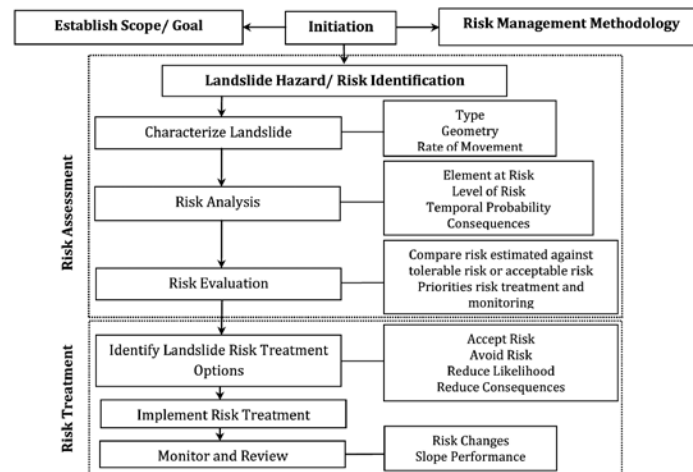 Establish Scope/ Goal
Initiation
Risk Management Methodology
Landslide Hazard/ Risk Identification
Characterize Landslide
Type
Geometry
Rate of Movement
Risk Analysis
Element at Risk
Level of Risk
Temporal Probability
Consequences
Risk Evaluation
Compare risk estimated against
tolerable risk or acceptable risk
Priorities risk treatment and
monitoring
Risk Assessment
Identify Landslide Risk Treatment
Options
Accept Risk
Avoid Risk
Reduce Likelihood
Reduce Consequences
Implement Risk Treatment
Monitor and Review
Risk Changes
Slope Performance
Risk Treatment